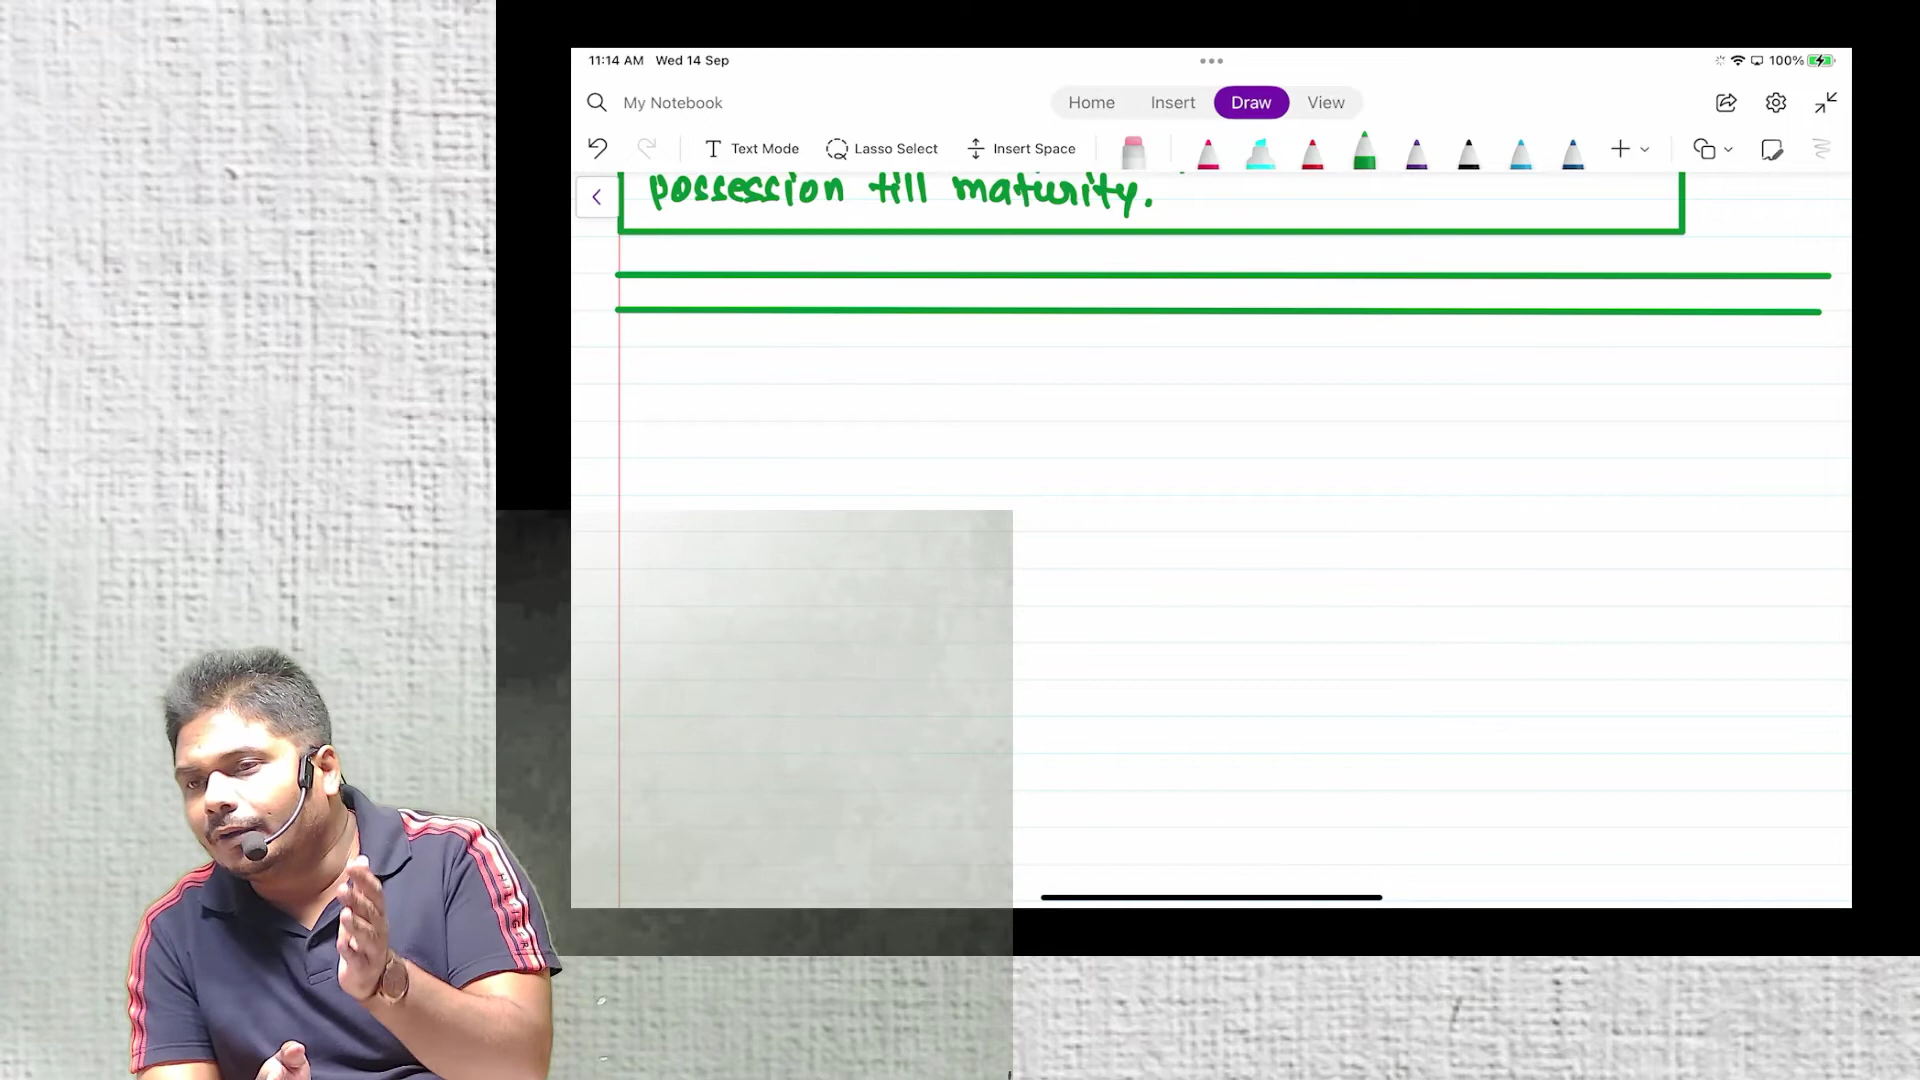 11:14 AM Wed 14 Sep
100%
My Notebook
Home Insert Draw View
Text Mode Lasso Select Insert Space
possession till maturity.
HILFIGER